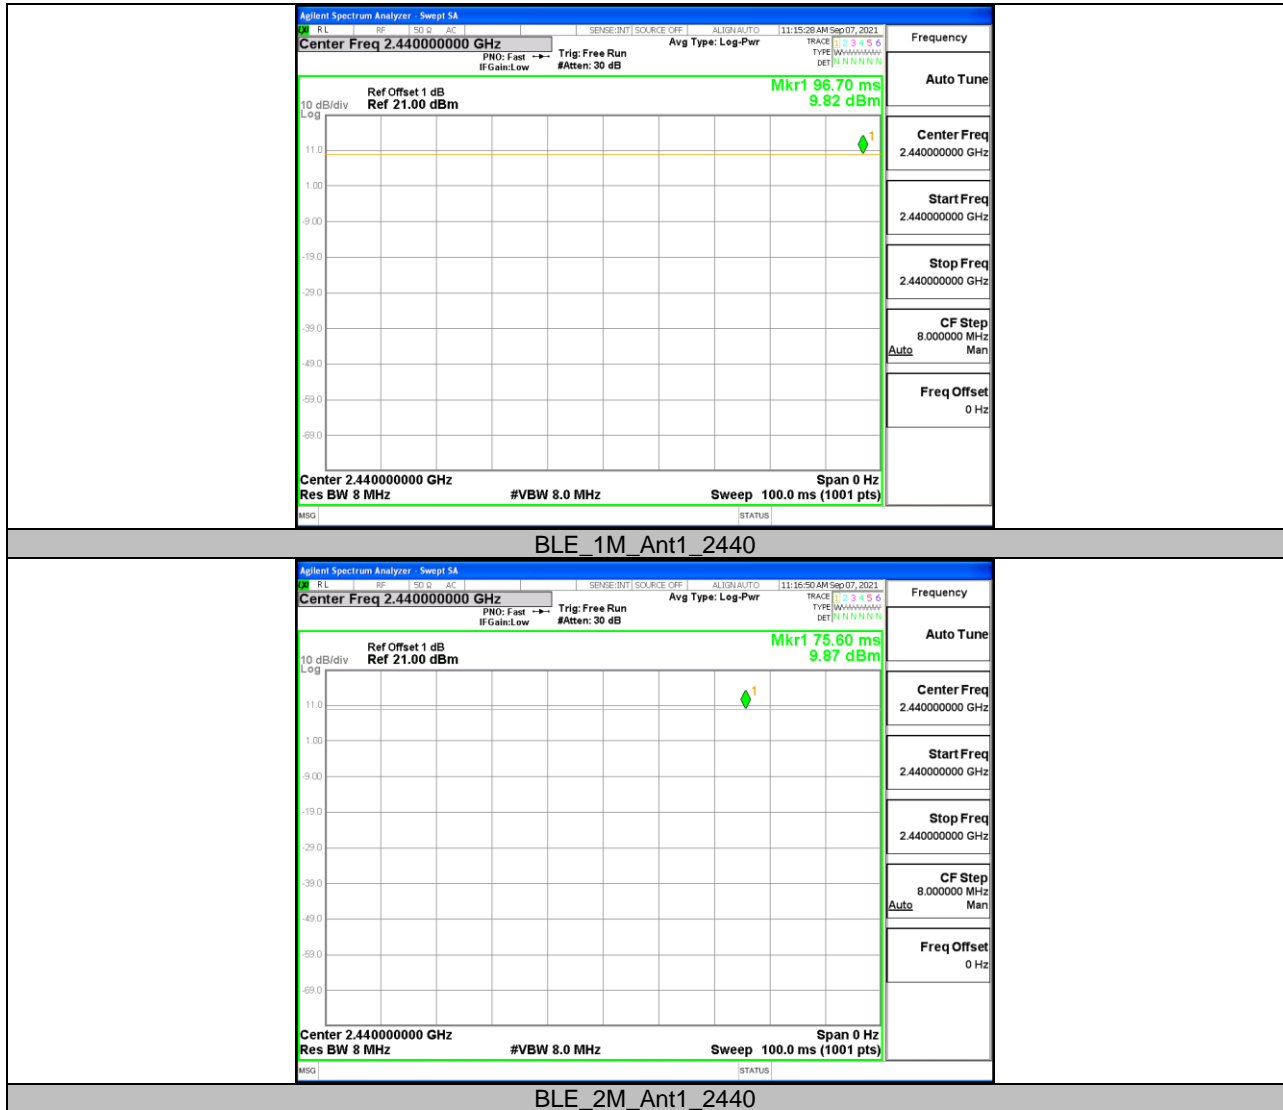 Agilent Spectrum Analyzer - Swept SA
RL RF 50 Ω AC SENSE:INT SOURCE OFF ALIGNAUTO 11:15:28 AM Sep 07, 2021
Center Freq 2.440000000 GHz
Avg Type: Log-Pwr
TRACE 1 2 3 4 5 6
PNO: Fast Trig: Free Run
TYPE
IFGain:Low #Atten: 30 dB
DET N N N N N N
Frequency
Auto Tune
Mkr1 96.70 ms
Ref Offset 1 dB
10 dB/div Ref 21.00 dBm 9.82 dBm
Log
1
11.0
1.00
-9.00
-19.0
-29.0
-39.0
-49.0
-59.0
-69.0
Center Freq
2.440000000 GHz
Start Freq
2.440000000 GHz
Stop Freq
2.440000000 GHz
CF Step
8.000000 MHz
Auto Man
Freq Offset
0 Hz
Center 2.440000000 GHz Span 0 Hz
Res BW 8 MHz #VBW 8.0 MHz Sweep 100.0 ms (1001 pts)
MSG STATUS
BLE_1M_Ant1_2440
Agilent Spectrum Analyzer - Swept SA
RL RF 50 Ω AC SENSE:INT SOURCE OFF ALIGNAUTO 11:16:50 AM Sep 07, 2021
Center Freq 2.440000000 GHz
Avg Type: Log-Pwr
TRACE 1 2 3 4 5 6
PNO: Fast Trig: Free Run
TYPE
IFGain:Low #Atten: 30 dB
DET N N N N N N
Frequency
Auto Tune
Mkr1 75.60 ms
Ref Offset 1 dB
10 dB/div Ref 21.00 dBm 9.87 dBm
Log
1
11.0
1.00
-9.00
-19.0
-29.0
-39.0
-49.0
-59.0
-69.0
Center Freq
2.440000000 GHz
Start Freq
2.440000000 GHz
Stop Freq
2.440000000 GHz
CF Step
8.000000 MHz
Auto Man
Freq Offset
0 Hz
Center 2.440000000 GHz Span 0 Hz
Res BW 8 MHz #VBW 8.0 MHz Sweep 100.0 ms (1001 pts)
MSG STATUS
BLE_2M_Ant1_2440